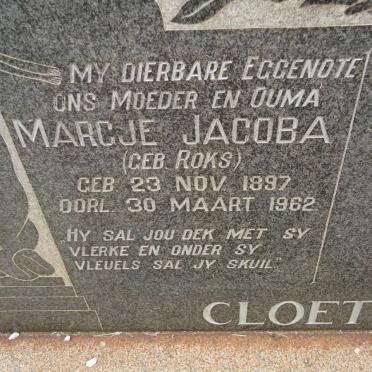 MY DIERBARE EGGENOTE
ONS MOEDER EN OUMA
MARGJE JACOBA
(GEB ROKS)
GEB 23 NOV. 1897
OORL. 30 MAART 1962.
"HY SAL JOU DEK MET SY
VLERKE EN ONDER SY
VLEUELS SAL JY SKUIL."
CLOET